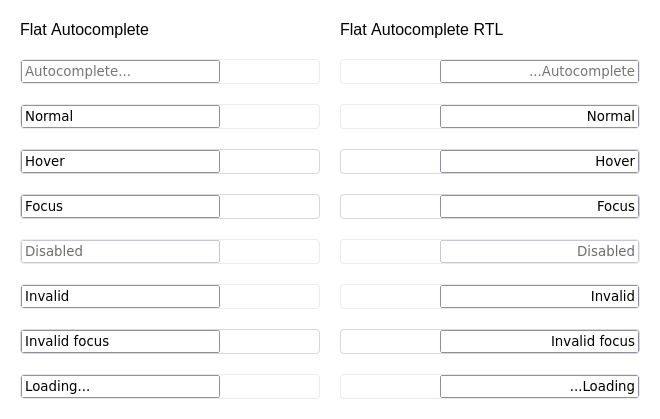 Flat Autocomplete
Flat Autocomplete RTL
Autocomplete...
...Autocomplete
Normal
Normal
Hover
Hover
Focus
Focus
Disabled
Disabled
Invalid
Invalid
Invalid focus
Invalid focus
Loading...
...Loading